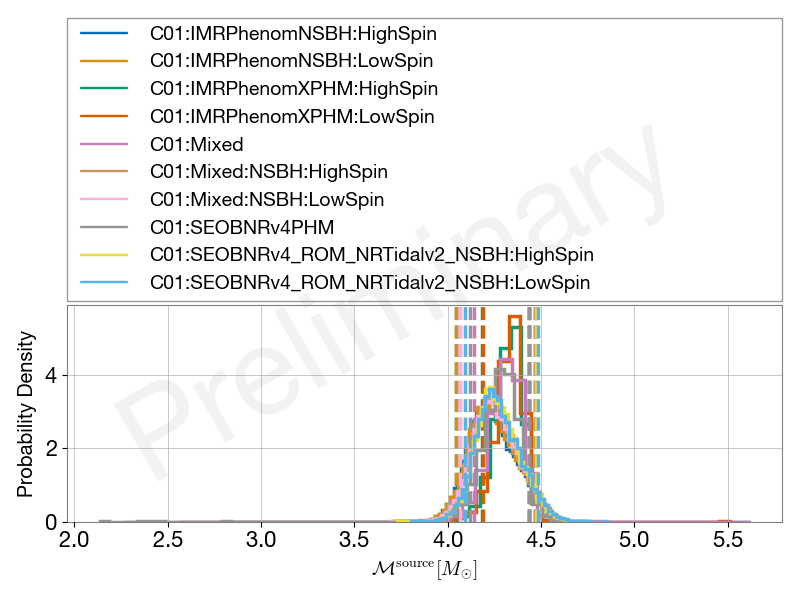 C01:IMRPhenomNSBH:HighSpin
C01:IMRPhenomNSBH:LowSpin
C01:IMRPhenomXPHM:HighSpin
C01:IMRPhenomXPHM:LowSpin
C01:Mixed
C01:Mixed:NSBH:HighSpin
C01:Mixed:NSBH:LowSpin
C01:SEOBNRv4PHM
C01:SEOBNRv4_ROM_NRTidalv2_NSBH:HighSpin
C01:SEOBNRv4_ROM_NRTidalv2_NSBH:LowSpin
Preliminary
Probability Density
4
2
0
2.0 2.5 3.0 3.5 4.0 4.5 5.0 5.5
ℳ^source[M_⊙]